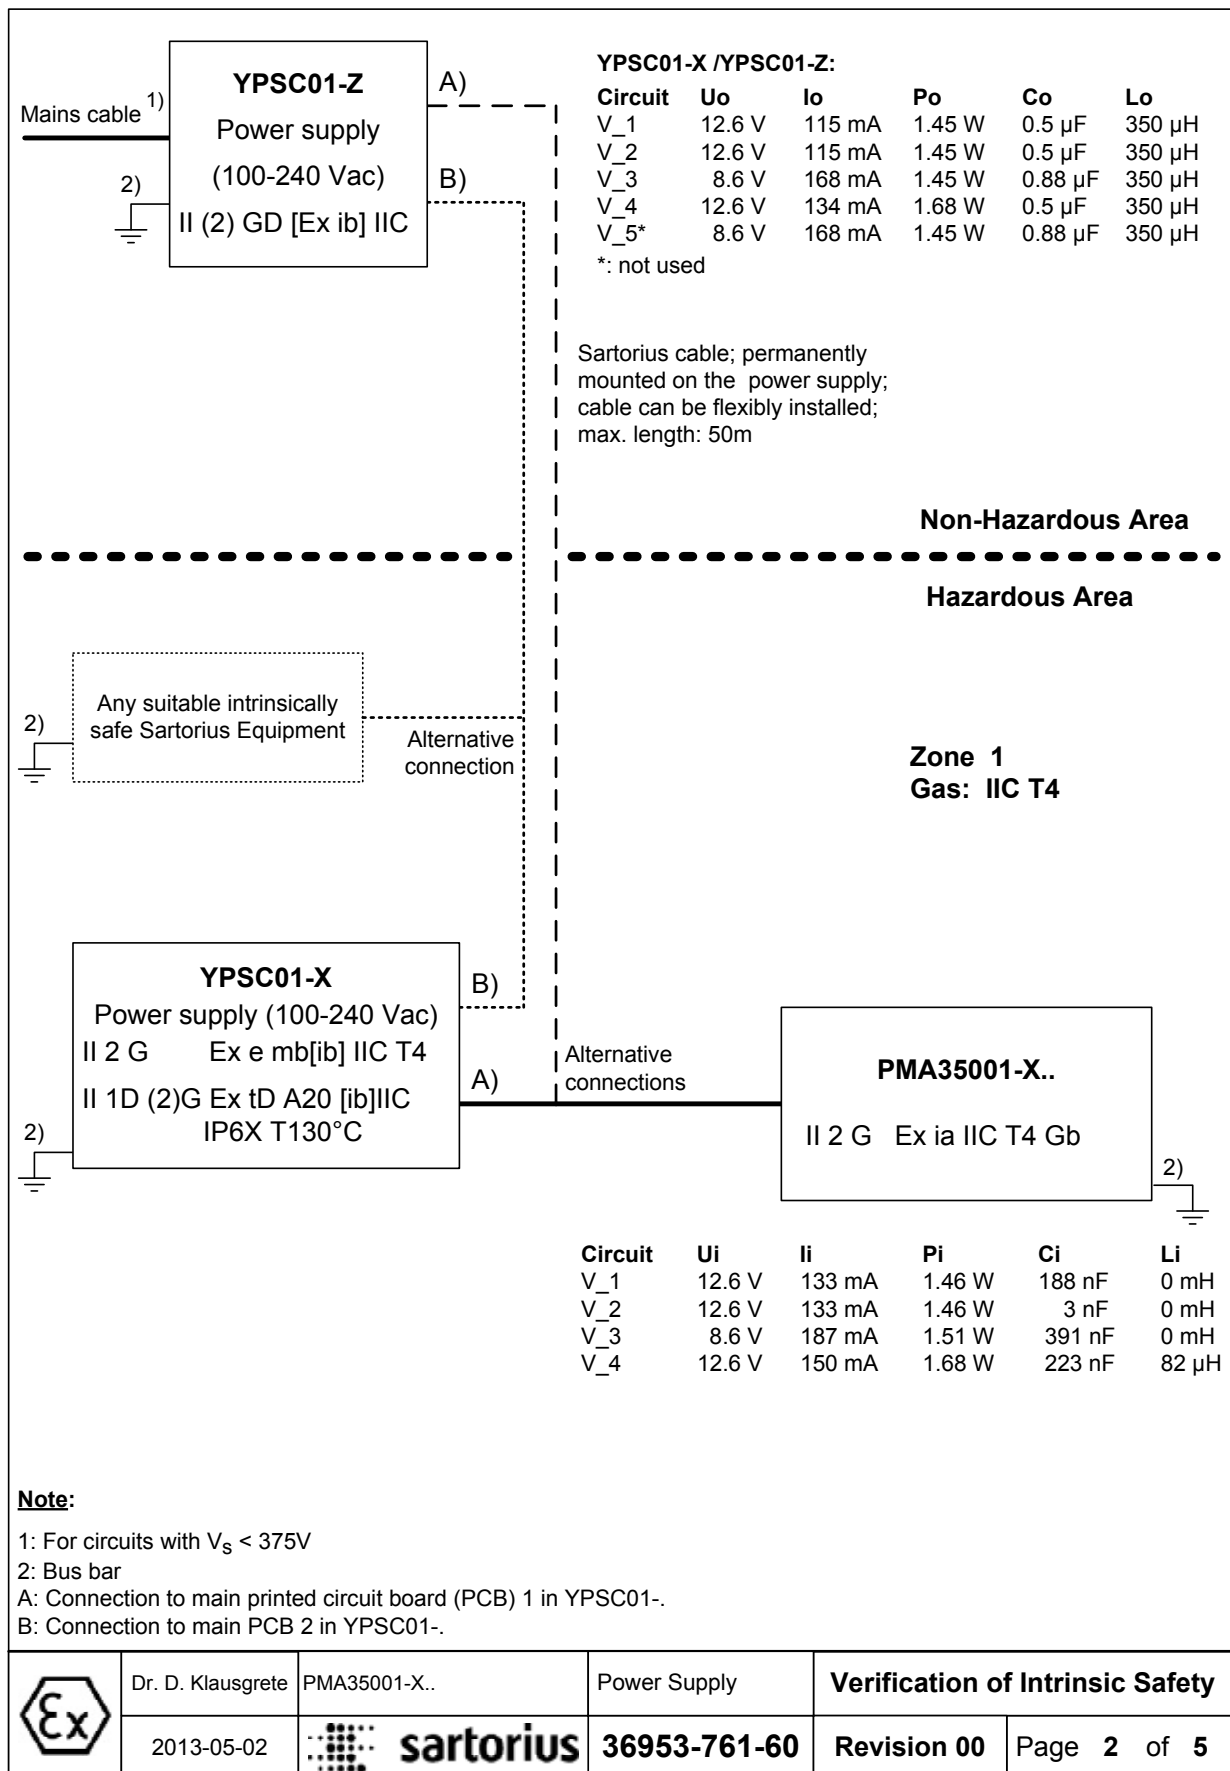 YPSC01-Z
Power supply
(100-240 Vac)
II (2) GD [Ex ib] IIC
Mains cable 1)
2)
A)
B)
YPSC01-X /YPSC01-Z:
Circuit Uo Io Po Co Lo
V_1 12.6 V 115 mA 1.45 W 0.5 µF 350 µH
V_2 12.6 V 115 mA 1.45 W 0.5 µF 350 µH
V_3 8.6 V 168 mA 1.45 W 0.88 µF 350 µH
V_4 12.6 V 134 mA 1.68 W 0.5 µF 350 µH
V_5* 8.6 V 168 mA 1.45 W 0.88 µF 350 µH
*: not used
Sartorius cable; permanently
mounted on the power supply;
cable can be flexibly installed;
max. length: 50m
Non-Hazardous Area
Hazardous Area
2)
Any suitable intrinsically
safe Sartorius Equipment
Alternative
connection
Zone 1
Gas: IIC T4
YPSC01-X
Power supply (100-240 Vac)
II 2 G Ex e mb[ib] IIC T4
II 1D (2)G Ex tD A20 [ib]IIC
IP6X T130°C
2)
B)
A)
Alternative
connections
PMA35001-X..
II 2 G Ex ia IIC T4 Gb
2)
Circuit Ui Ii Pi Ci Li
V_1 12.6 V 133 mA 1.46 W 188 nF 0 mH
V_2 12.6 V 133 mA 1.46 W 3 nF 0 mH
V_3 8.6 V 187 mA 1.51 W 391 nF 0 mH
V_4 12.6 V 150 mA 1.68 W 223 nF 82 µH
Note:
1: For circuits with Vs < 375V
2: Bus bar
A: Connection to main printed circuit board (PCB) 1 in YPSC01-.
B: Connection to main PCB 2 in YPSC01-.
Ex
Dr. D. Klausgrete PMA35001-X.. Power Supply Verification of Intrinsic Safety
2013-05-02 sartorius 36953-761-60 Revision 00 Page 2 of 5